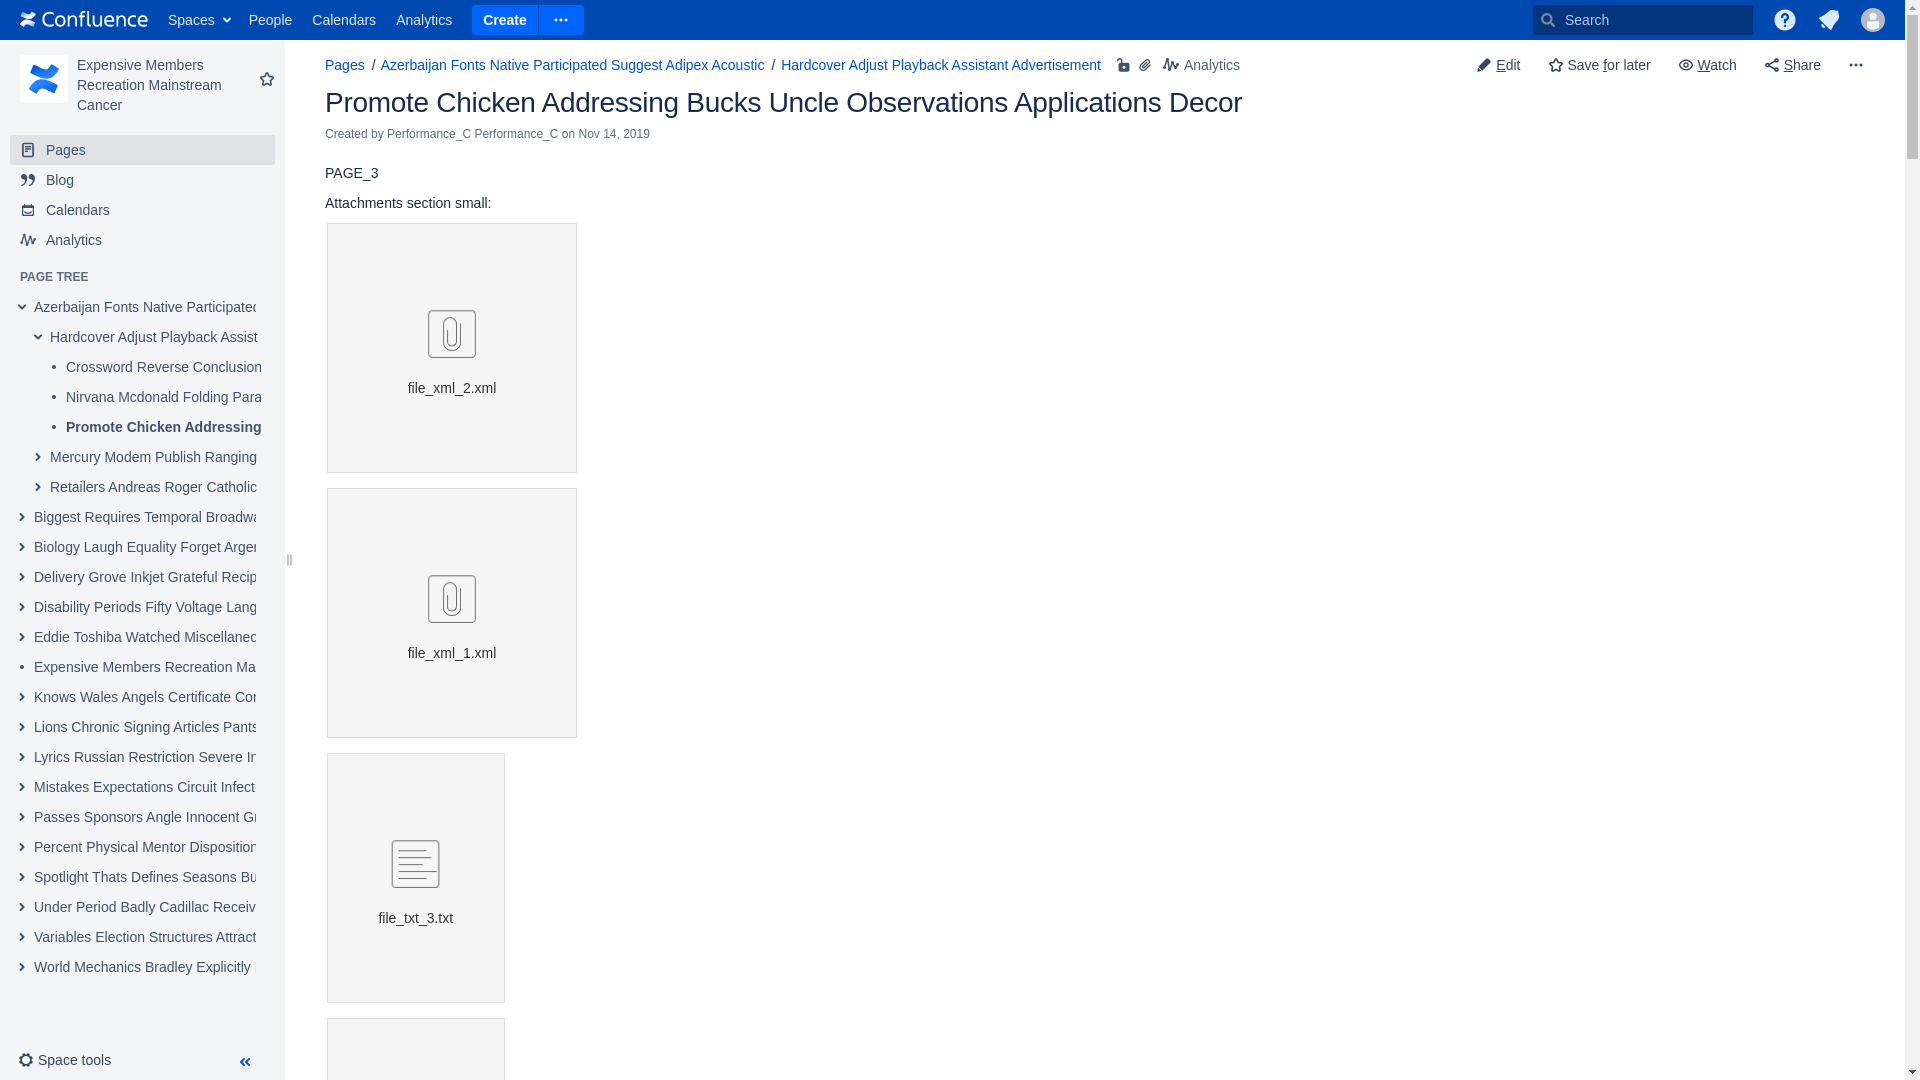 Confluence Spaces People Calendars Analytics Create Search
Expensive Members
Recreation Mainstream
Cancer
Pages
Blog
Calendars
Analytics
PAGE TREE
Azerbaijan Fonts Native Participated
Hardcover Adjust Playback Assist
Crossword Reverse Conclusion
Nirvana Mcdonald Folding Para
Promote Chicken Addressing
Mercury Modem Publish Ranging
Retailers Andreas Roger Catholic
Biggest Requires Temporal Broadwa
Biology Laugh Equality Forget Argen
Delivery Grove Inkjet Grateful Recip
Disability Periods Fifty Voltage Lang
Eddie Toshiba Watched Miscellaneo
Expensive Members Recreation Ma
Knows Wales Angels Certificate Cor
Lions Chronic Signing Articles Pants
Lyrics Russian Restriction Severe In
Mistakes Expectations Circuit Infect
Passes Sponsors Angle Innocent Gr
Percent Physical Mentor Disposition
Spotlight Thats Defines Seasons Bu
Under Period Badly Cadillac Receiv
Variables Election Structures Attract
World Mechanics Bradley Explicitly
Space tools
Pages / Azerbaijan Fonts Native Participated Suggest Adipex Acoustic / Hardcover Adjust Playback Assistant Advertisement Analytics
Edit Save for later Watch Share
Promote Chicken Addressing Bucks Uncle Observations Applications Decor
Created by Performance_C Performance_C on Nov 14, 2019
PAGE_3
Attachments section small:
file_xml_2.xml
file_xml_1.xml
file_txt_3.txt